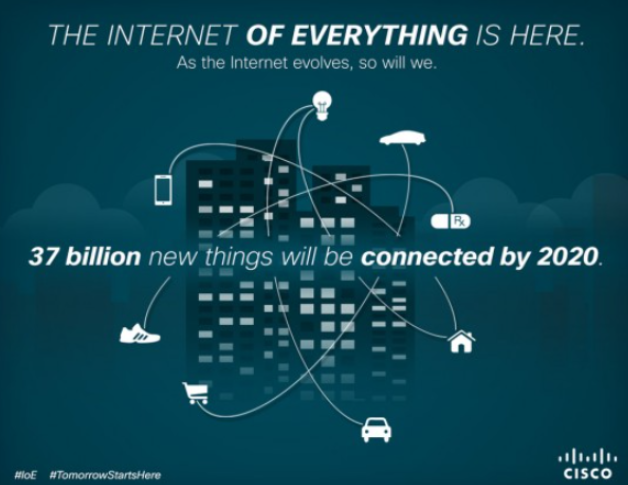 THE INTERNET OF EVERYTHING IS HERE.
As the Internet evolves, so will we.
Rx
37 billion new things will be connected by 2020.
#IoE #TomorrowStartsHere
CISCO